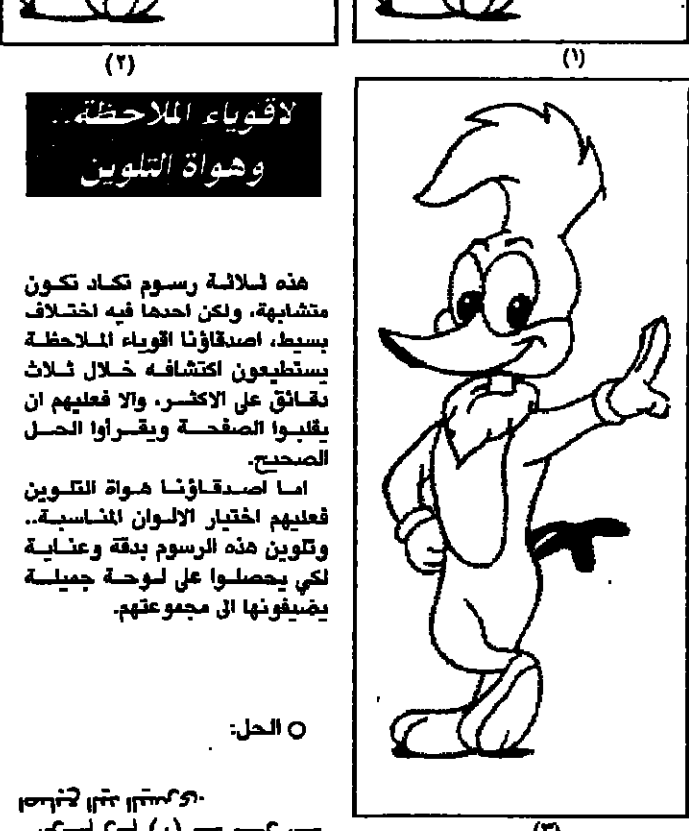 (١)
(٢)
لاقوياء الملاحظة..
وهواة التلوين
هذه ثلاثة رسوم تكاد تكون
متشابهة، ولكن احدها فيه اختلاف
بسيط، اصدقاؤنا اقوياء الملاحظة
يستطيعون اكتشافه خلال ثلاث
دقائق على الاكثر، والا فعليهم ان
يقلبوا الصفحة ويقرأوا الحل
الصحيح.
اما اصدقاؤنا هواة التلوين
فعليهم اختيار الالوان المناسبة..
وتلوين هذه الرسوم بدقة وعناية
لكي يحصلوا على لوحة جميلة
يضيفونها الى مجموعتهم.
O الحل:
اصابع اليد اليسرى.
(٣)